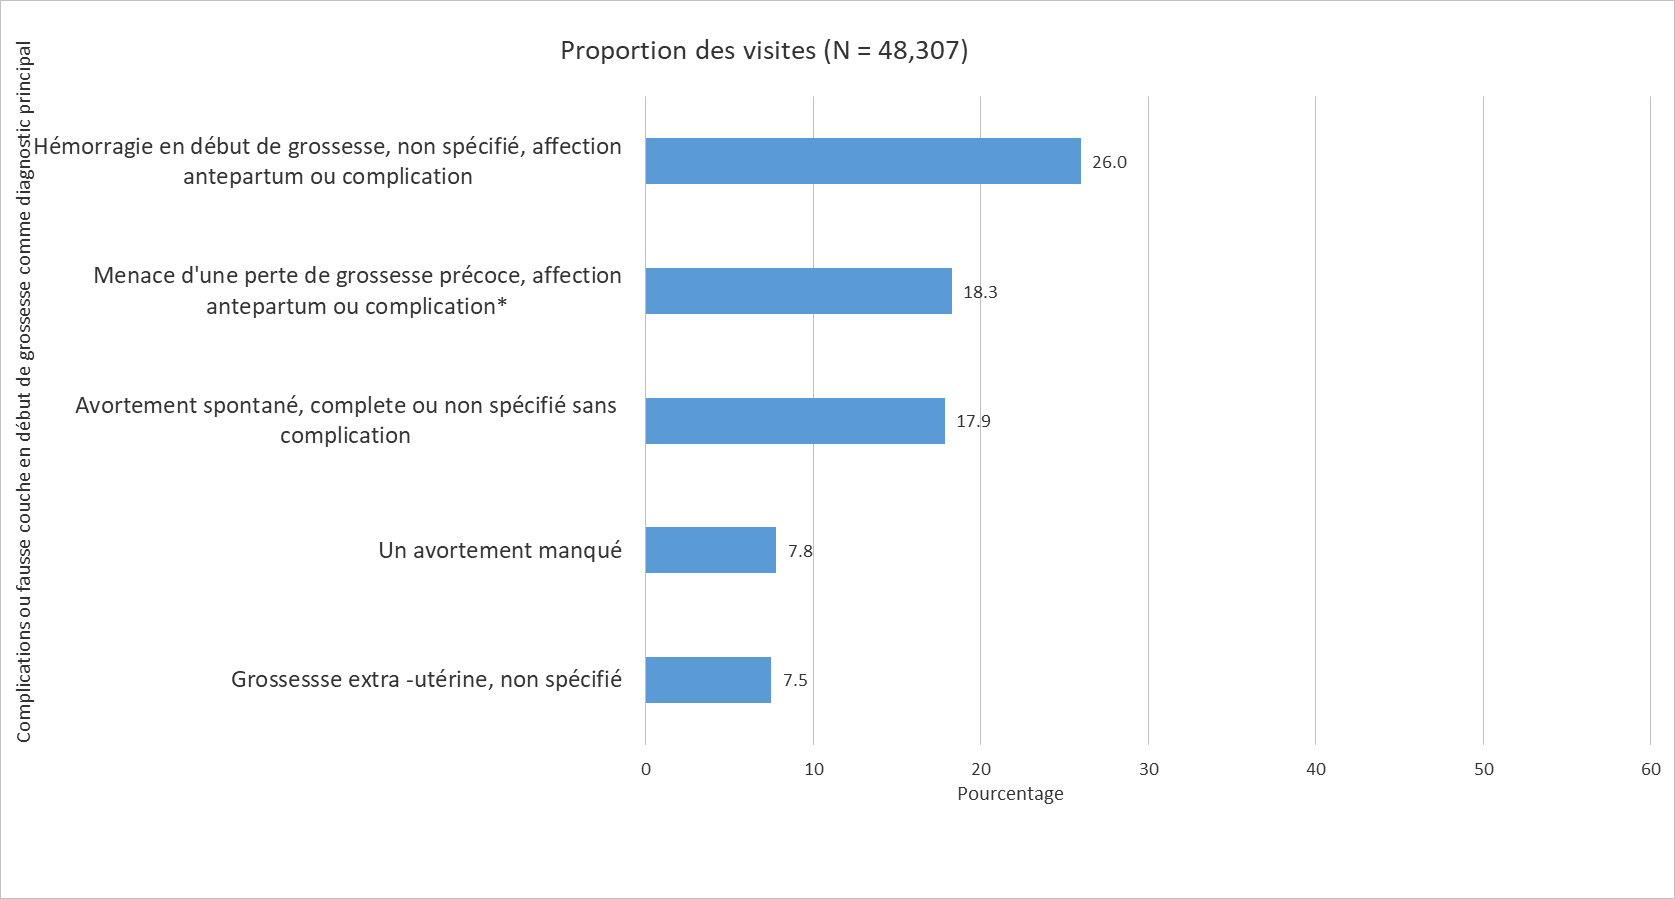 Proportion des visites (N = 48,307)
Complications ou fausse couche en début de grossesse comme diagnostic principal
Hémorragie en début de grossesse, non spécifié, affection
antepartum ou complication
26.0
Menace d'une perte de grossesse précoce, affection
antepartum ou complication*
18.3
Avortement spontané, complete ou non spécifié sans
complication
17.9
Un avortement manqué
7.8
Grossessse extra -utérine, non spécifié
7.5
0 10 20 30 40 50 60
Pourcentage